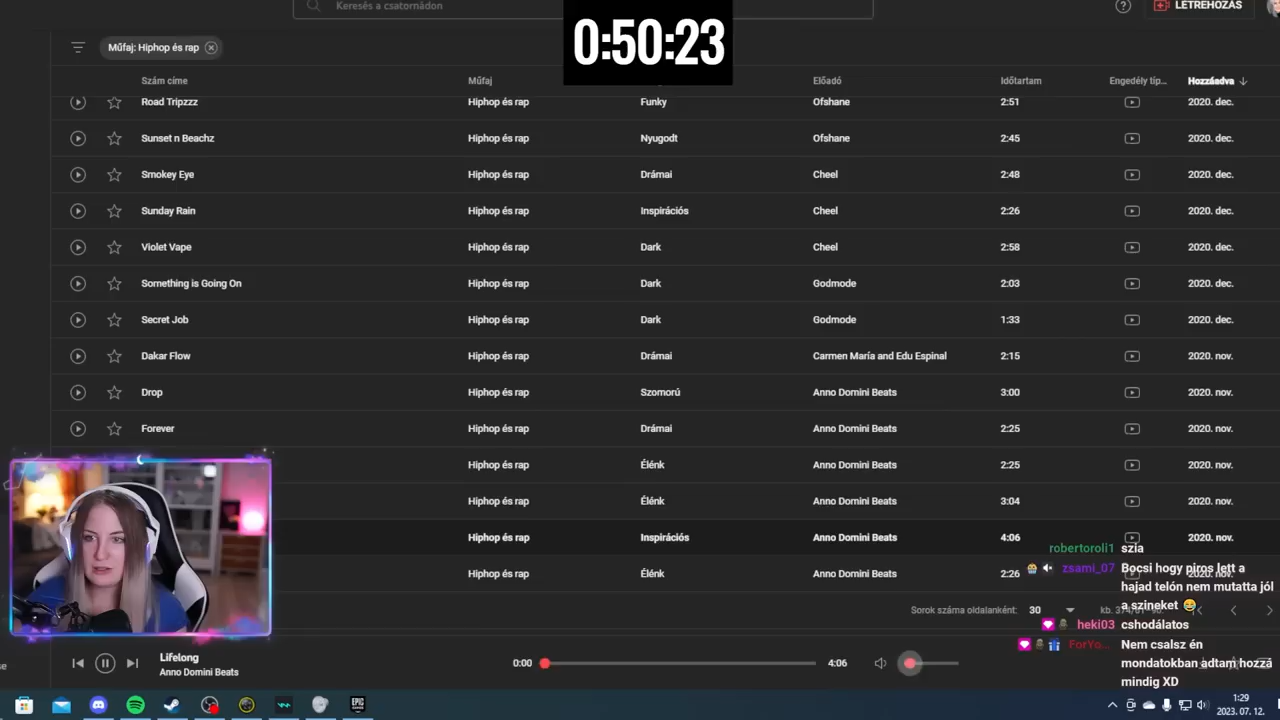 Keresés a csatornádon
0:50:23
LÉTREHOZÁS
Műfaj: Hiphop és rap
Szám címe Műfaj Előadó Időtartam Engedély típ... Hozzáadva
Road Tripzzz Hiphop és rap Funky Ofshane 2:51 2020. dec.
Sunset n Beachz Hiphop és rap Nyugodt Ofshane 2:45 2020. dec.
Smokey Eye Hiphop és rap Drámai Cheel 2:48 2020. dec.
Sunday Rain Hiphop és rap Inspirációs Cheel 2:26 2020. dec.
Violet Vape Hiphop és rap Dark Cheel 2:58 2020. dec.
Something is Going On Hiphop és rap Dark Godmode 2:03 2020. dec.
Secret Job Hiphop és rap Dark Godmode 1:33 2020. dec.
Dakar Flow Hiphop és rap Drámai Carmen María and Edu Espinal 2:15 2020. nov.
Drop Hiphop és rap Szomorú Anno Domini Beats 3:00 2020. nov.
Forever Hiphop és rap Drámai Anno Domini Beats 2:25 2020. nov.
Hiphop és rap Élénk Anno Domini Beats 2:25 2020. nov.
Hiphop és rap Élénk Anno Domini Beats 3:04 2020. nov.
Hiphop és rap Inspirációs Anno Domini Beats 4:06 2020. nov.
robertoroli1 szia
Hiphop és rap Élénk Anno Domini Beats 2:26 nov.
zsami_07 Bocsi hogy piros lett a
hajad telón nem mutatta jól
a szineket
Sorok száma oldalanként: 30 kb.
heki03 cshodálatos
ForYo... Nem csalsz én
mondatokban adtam hozzá
mindig XD
Lifelong
Anno Domini Beats
0:00 4:06
EPIC GAMES
1:29
2023. 07. 12.